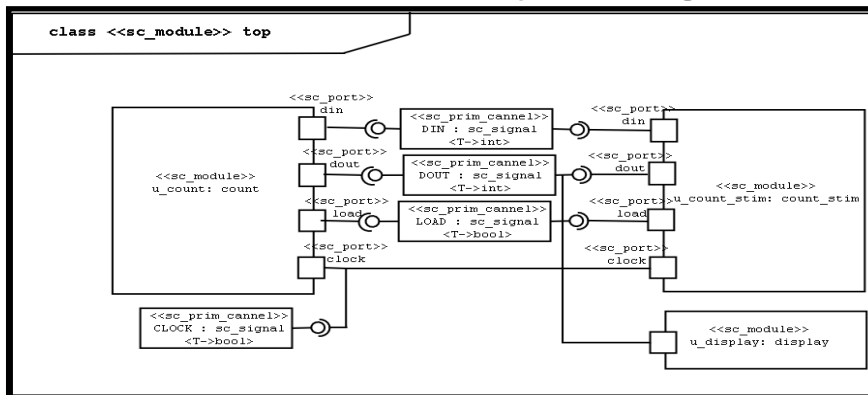 class <<sc_module>> top
<<sc_port>>
din
<<sc_prim_cannel>>
DIN : sc_signal
<T->int>
<<sc_port>>
din
<<sc_module>>
u_count: count
<<sc_port>>
dout
<<sc_prim_cannel>>
DOUT : sc_signal
<T->int>
<<sc_port>>
dout
<<sc_module>>
u_count_stim: count_stim
<<sc_port>>
load
<<sc_prim_cannel>>
LOAD : sc_signal
<T->bool>
<<sc_port>>
load
<<sc_port>>
clock
<<sc_port>>
clock
<<sc_prim_cannel>>
CLOCK : sc_signal
<T->bool>
<<sc_module>>
u_display: display